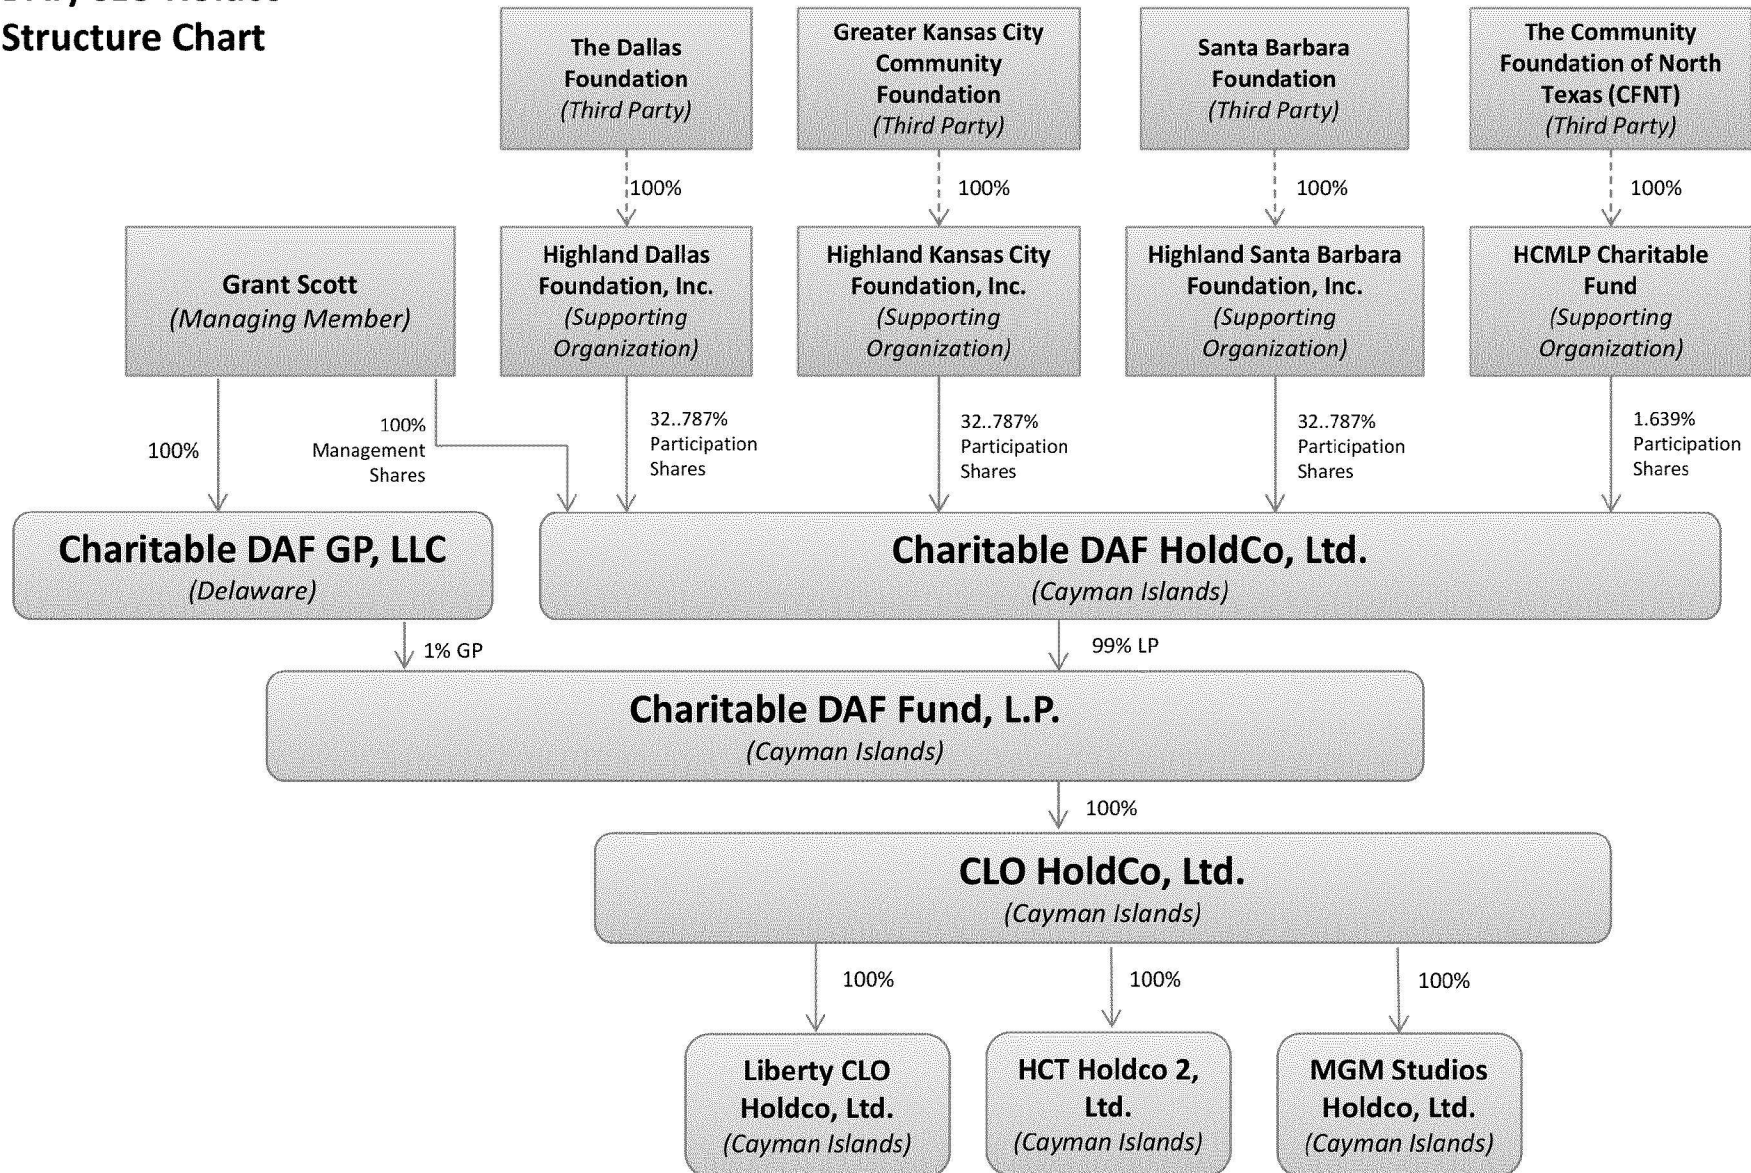 Structure Chart
The Dallas
Foundation
(Third Party)
Greater Kansas City
Community
Foundation
(Third Party)
Santa Barbara
Foundation
(Third Party)
The Community
Foundation of North
Texas (CFNT)
(Third Party)
100%
100%
100%
100%
Grant Scott
(Managing Member)
Highland Dallas
Foundation, Inc.
(Supporting
Organization)
Highland Kansas City
Foundation, Inc.
(Supporting
Organization)
Highland Santa Barbara
Foundation, Inc.
(Supporting
Organization)
HCMLP Charitable
Fund
(Supporting
Organization)
100%
100%
Management
Shares
32..787%
Participation
Shares
32..787%
Participation
Shares
32..787%
Participation
Shares
1.639%
Participation
Shares
Charitable DAF GP, LLC
(Delaware)
Charitable DAF HoldCo, Ltd.
(Cayman Islands)
1% GP
99% LP
Charitable DAF Fund, L.P.
(Cayman Islands)
100%
CLO HoldCo, Ltd.
(Cayman Islands)
100%
100%
100%
Liberty CLO
Holdco, Ltd.
(Cayman Islands)
HCT Holdco 2,
Ltd.
(Cayman Islands)
MGM Studios
Holdco, Ltd.
(Cayman Islands)